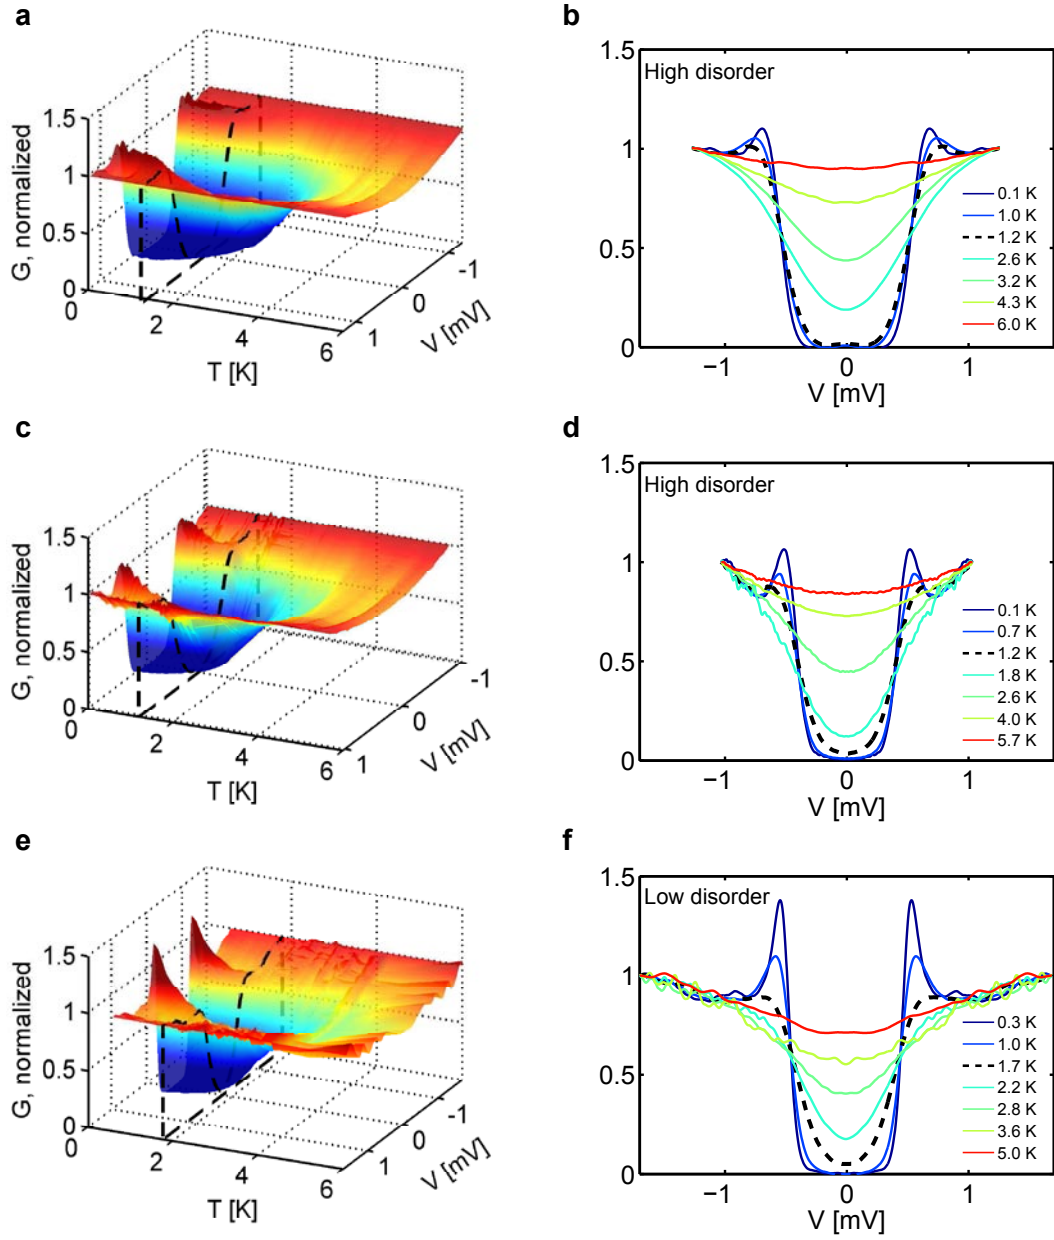 a
1.5
1
0.5
0
G, normalized
0
2
4
6
T [K]
1
0
-1
V [mV]
b
1.5
1
0.5
0
High disorder
0.1 K
1.0 K
1.2 K
2.6 K
3.2 K
4.3 K
6.0 K
−1
0
1
V [mV]
c
1.5
1
0.5
0
G, normalized
0
2
4
6
T [K]
1
0
-1
V [mV]
d
1.5
1
0.5
0
High disorder
0.1 K
0.7 K
1.2 K
1.8 K
2.6 K
4.0 K
5.7 K
−1
0
1
V [mV]
e
1.5
1
0.5
0
G, normalized
0
2
4
6
T [K]
1
0
-1
V [mV]
f
1.5
1
0.5
0
Low disorder
0.3 K
1.0 K
1.7 K
2.2 K
2.8 K
3.6 K
5.0 K
−1
0
1
V [mV]